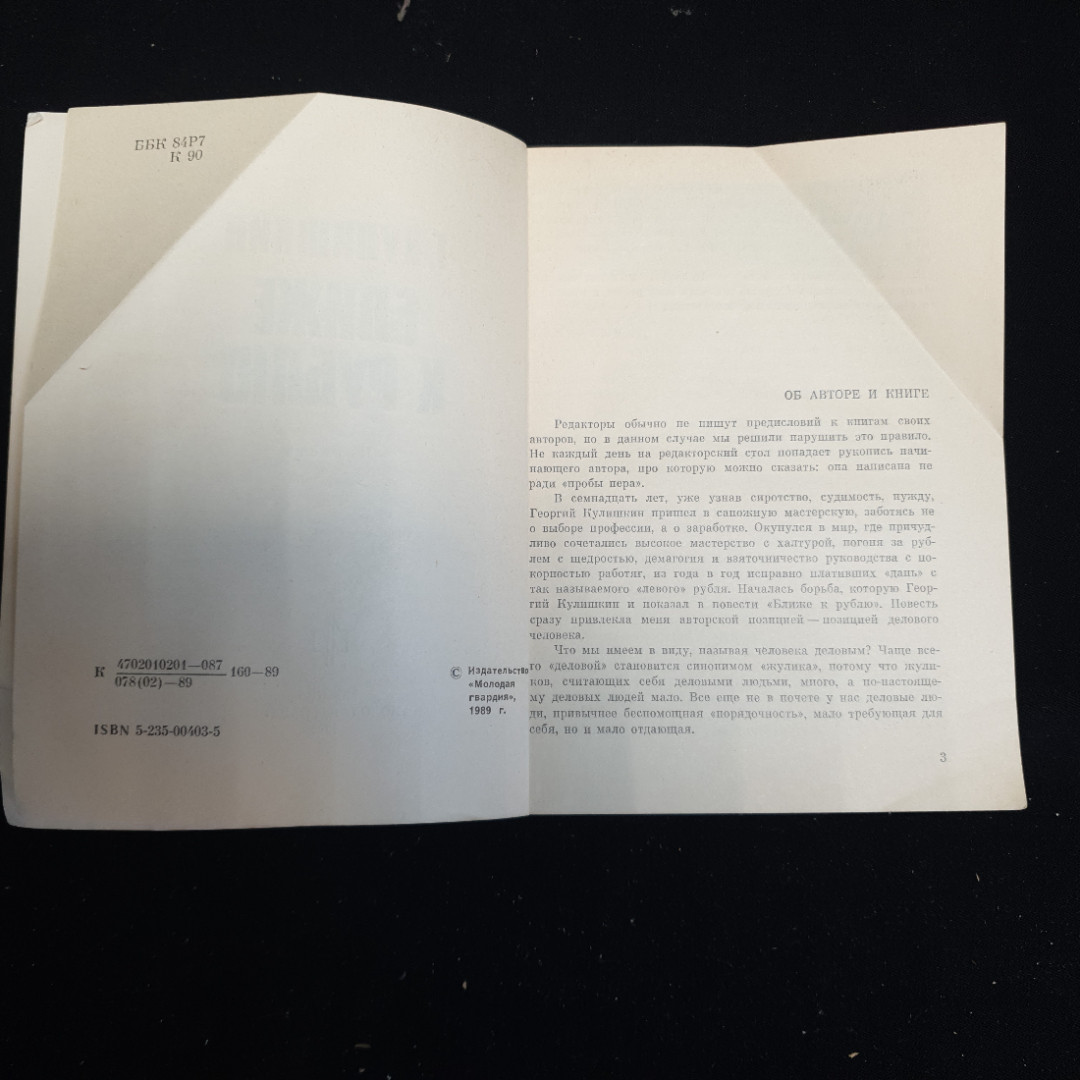 ББК 84Р7
К 90
К 4702010201—087 160—89
078(02)—89
ISBN 5-235-00403-5
© Издательство
«Молодая
гвардия»,
1989 г.
ОБ АВТОРЕ И КНИГЕ
Редакторы обычно не пишут предисловий к книгам своих
авторов, но в данном случае мы решили нарушить это правило.
Не каждый день на редакторский стол попадает рукопись начи-
нающего автора, про которую можно сказать: она написана не
ради «пробы пера».
В семнадцать лет, уже узнав сиротство, судимость, нужду,
Георгий Кулишкин пришел в сапожную мастерскую, заботясь не
о выборе профессии, а о заработке. Окунулся в мир, где причуд-
ливо сочетались высокое мастерство с халтурой, погоня за руб-
лем с щедростью, демагогия и взяточничество руководства с по-
корностью работяг, из года в год исправно плативших «дань» с
так называемого «левого» рубля. Началась борьба, которую Геор-
гий Кулишкин и показал в повести «Ближе к рублю». Повесть
сразу привлекла меня авторской позицией — позицией делового
человека.
Что мы имеем в виду, называя человека деловым? Чаще все-
го «деловой» становится синонимом «жулика», потому что жули-
ков, считающих себя деловыми людьми, много, а по-настояще-
му деловых людей мало. Все еще не в почете у нас деловые лю-
ди, привычнее беспомощная «порядочность», мало требующая для
себя, но и мало отдающая.
3